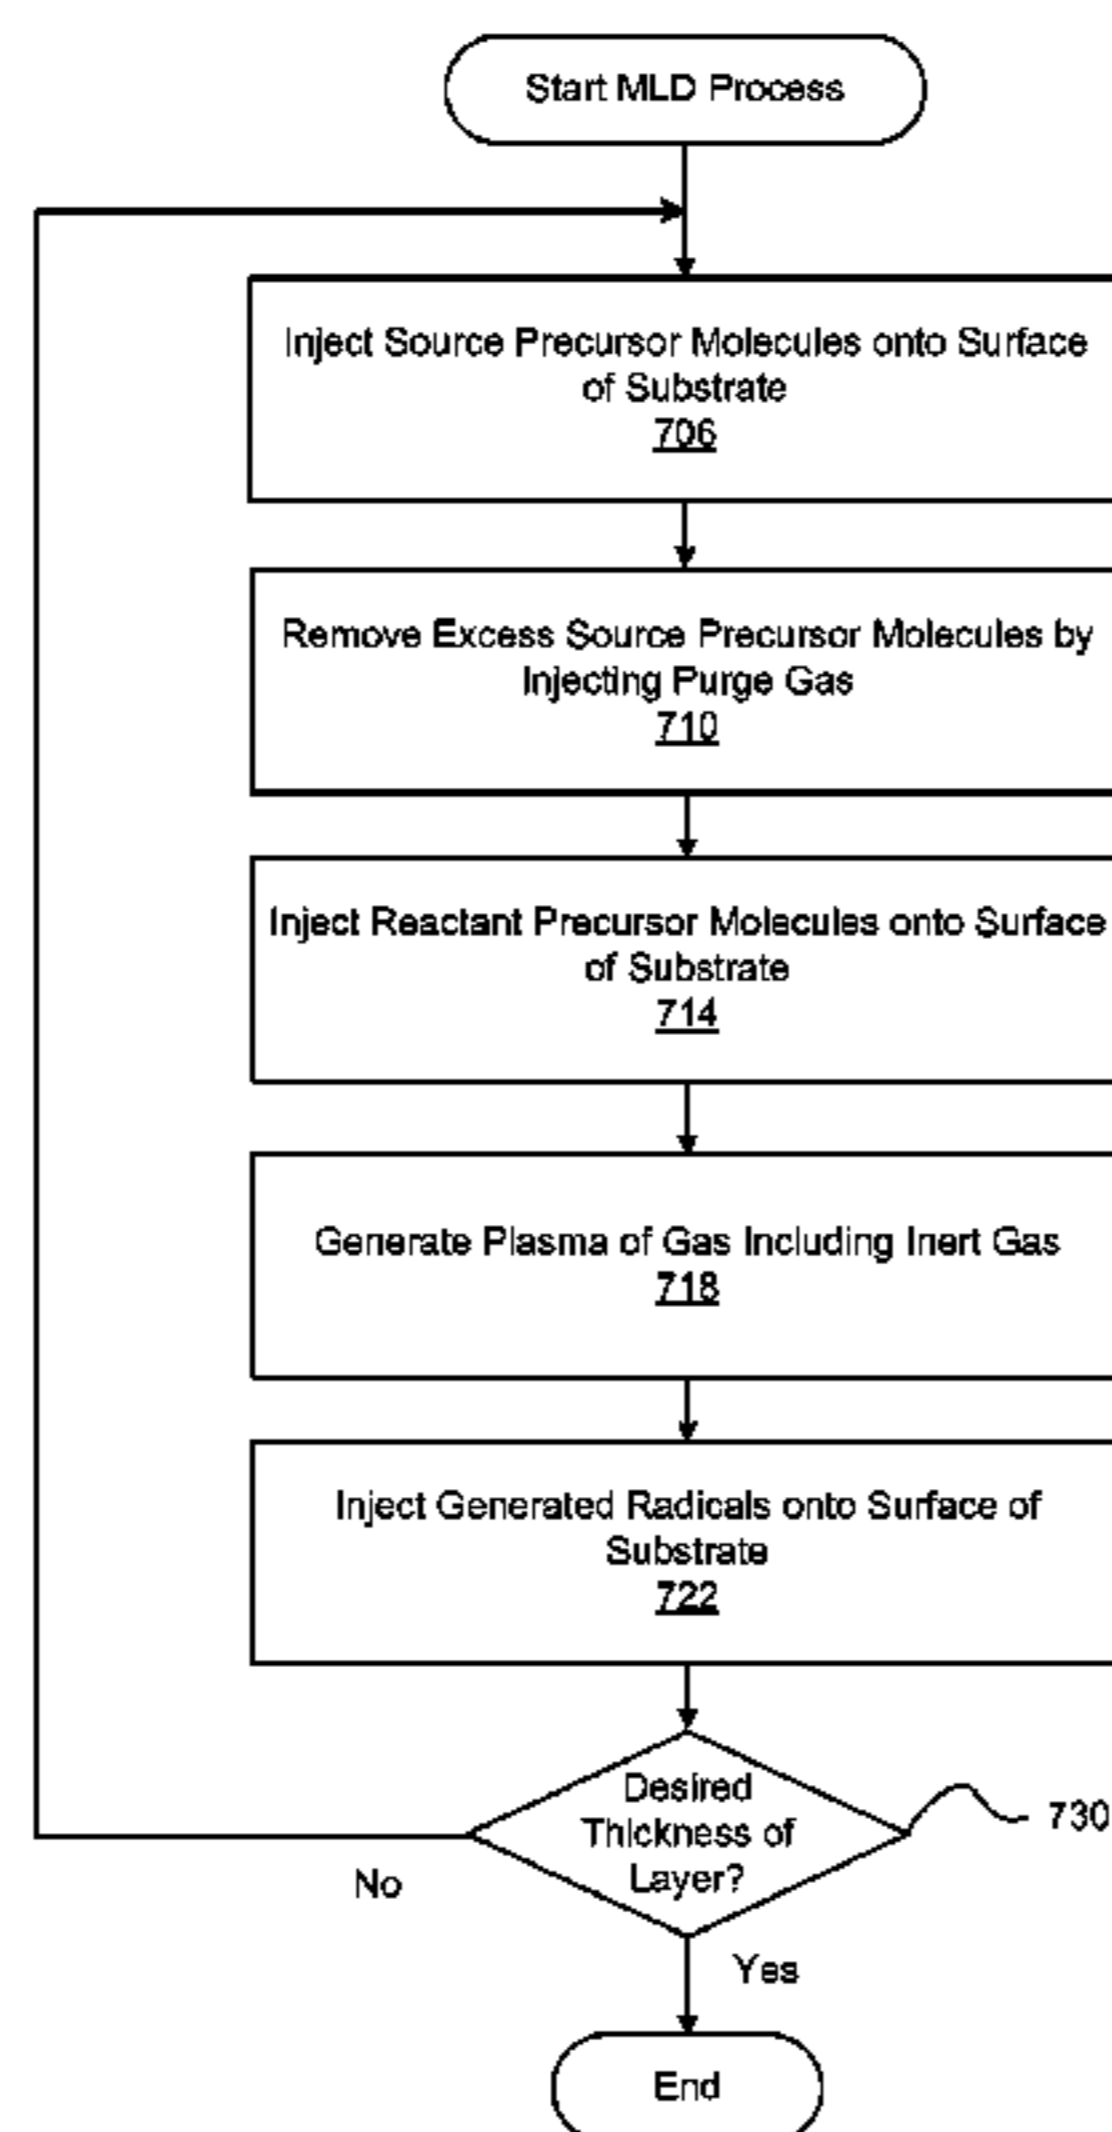 Start MLD Process
Inject Source Precursor Molecules onto Surface
of Substrate
706
Remove Excess Source Precursor Molecules by
Injecting Purge Gas
710
Inject Reactant Precursor Molecules onto Surface
of Substrate
714
Generate Plasma of Gas Including Inert Gas
718
Inject Generated Radicals onto Surface of
Substrate
722
Desired
Thickness of
Layer?
730
No
Yes
End